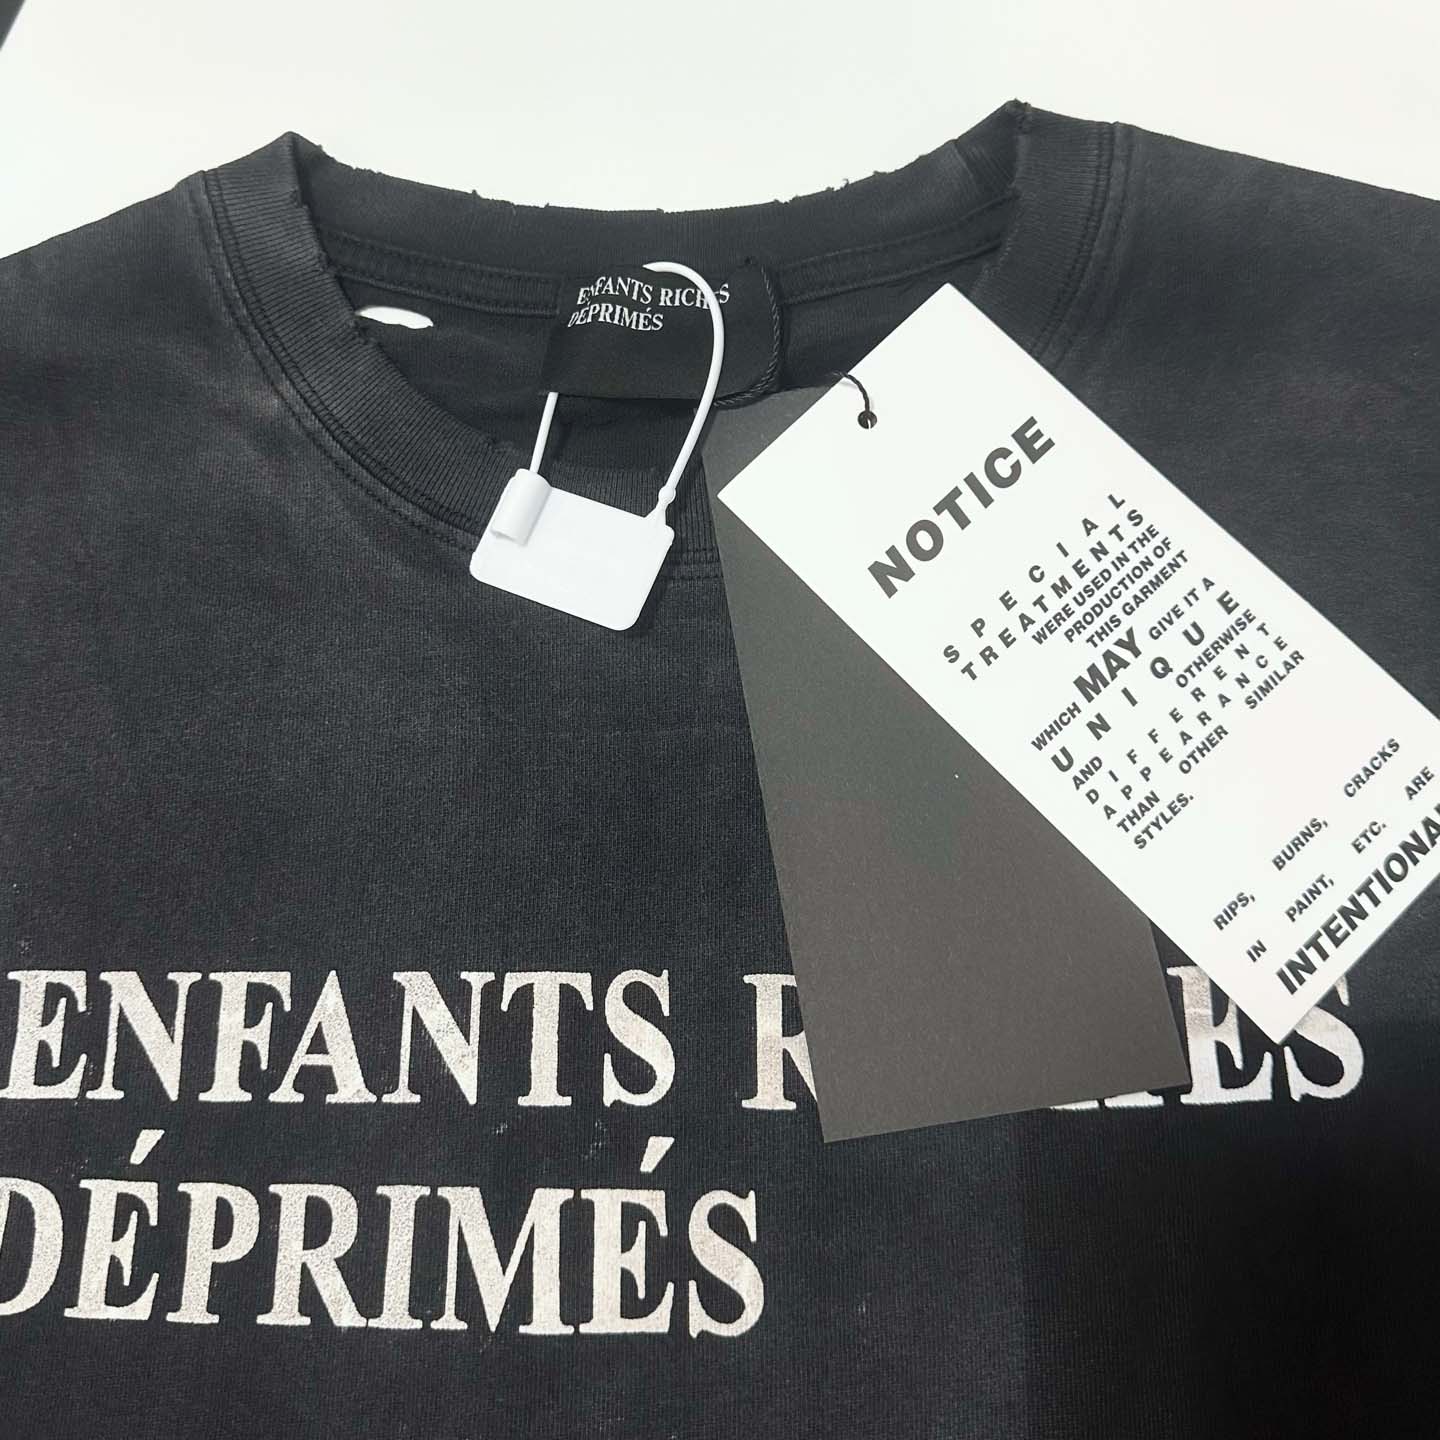 ENFANTS RICHES
DÉPRIMÉS
NOTICE
SPECIAL
TREATMENTS
WERE USED IN THE
PRODUCTION OF
THIS GARMENT
WHICH MAY GIVE IT A
UNIQUE
AND OTHERWISE
DIFFERENT
APPEARANCE
THAN OTHER SIMILAR
STYLES.
RIPS, BURNS, CRACKS
IN PAINT, ETC. ARE
INTENTIONAL
ENFANTS R HES
DÉPRIMÉS